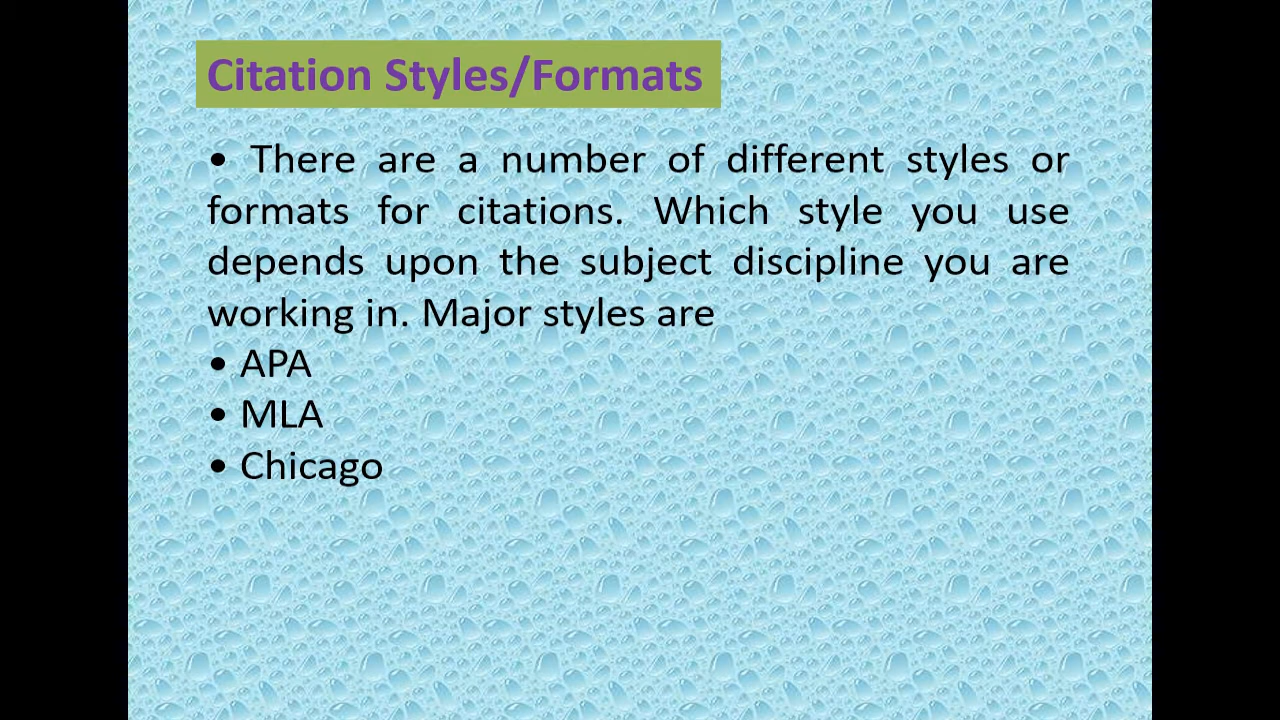 Citation Styles/Formats
• There are a number of different styles or
formats for citations. Which style you use
depends upon the subject discipline you are
working in. Major styles are
• APA
• MLA
• Chicago